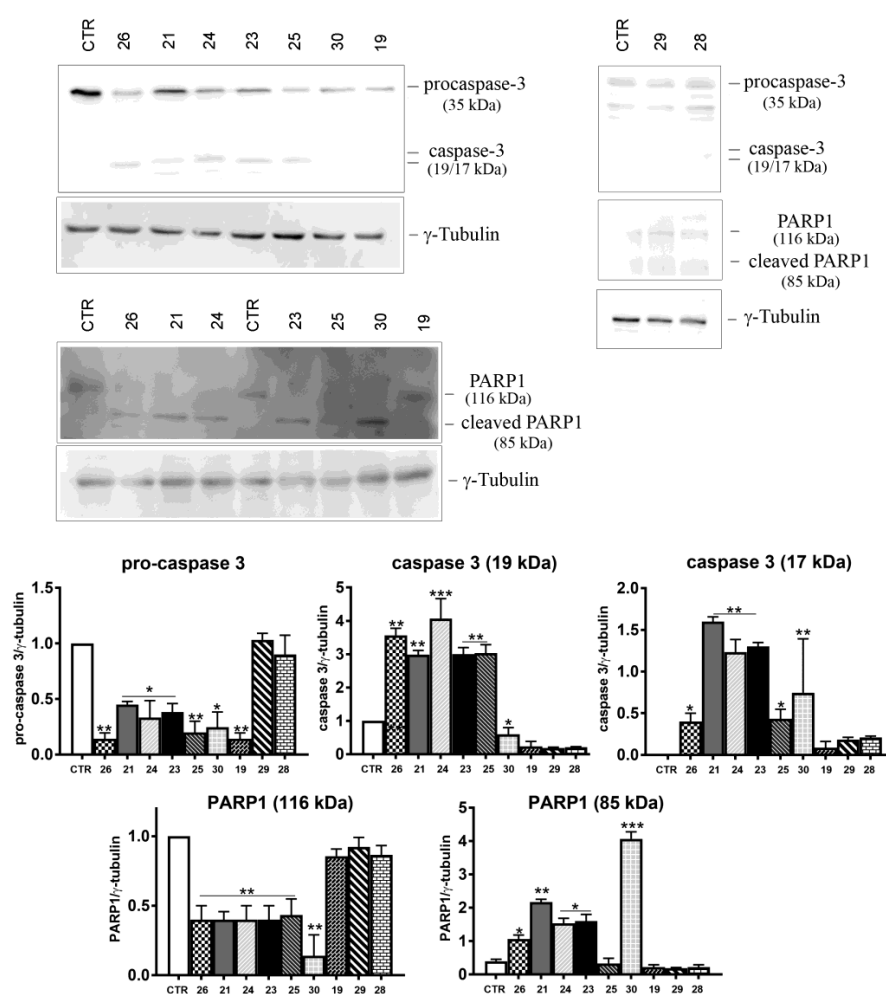 CTR 26 21 24 23 25 30 19
procaspase-3
(35 kDa)
caspase-3
(19/17 kDa)
γ-Tubulin
CTR 29 28
procaspase-3
(35 kDa)
caspase-3
(19/17 kDa)
PARP1
(116 kDa)
cleaved PARP1
(85 kDa)
γ-Tubulin
CTR 26 21 24 CTR 23 25 30 19
PARP1
(116 kDa)
cleaved PARP1
(85 kDa)
γ-Tubulin
pro-caspase 3
pro-caspase 3/γ-tubulin
1.0
0.5
0.0
** * ** * **
CTR 26 21 24 23 25 30 19 29 28
caspase 3 (19 kDa)
caspase 3/γ-tubulin
5
4
3
2
1
0
** ** *** ** *
CTR 26 21 24 23 25 30 19 29 28
caspase 3 (17 kDa)
caspase 3/γ-tubulin
2.0
1.5
1.0
0.5
0.0
* ** * **
CTR 26 21 24 23 25 30 19 29 28
PARP1 (116 kDa)
PARP1/γ-tubulin
1.0
0.5
0.0
** **
CTR 26 21 24 23 25 30 19 29 28
PARP1 (85 kDa)
PARP1/γ-tubulin
5
4
3
2
1
0
* ** * ***
CTR 26 21 24 23 25 30 19 29 28